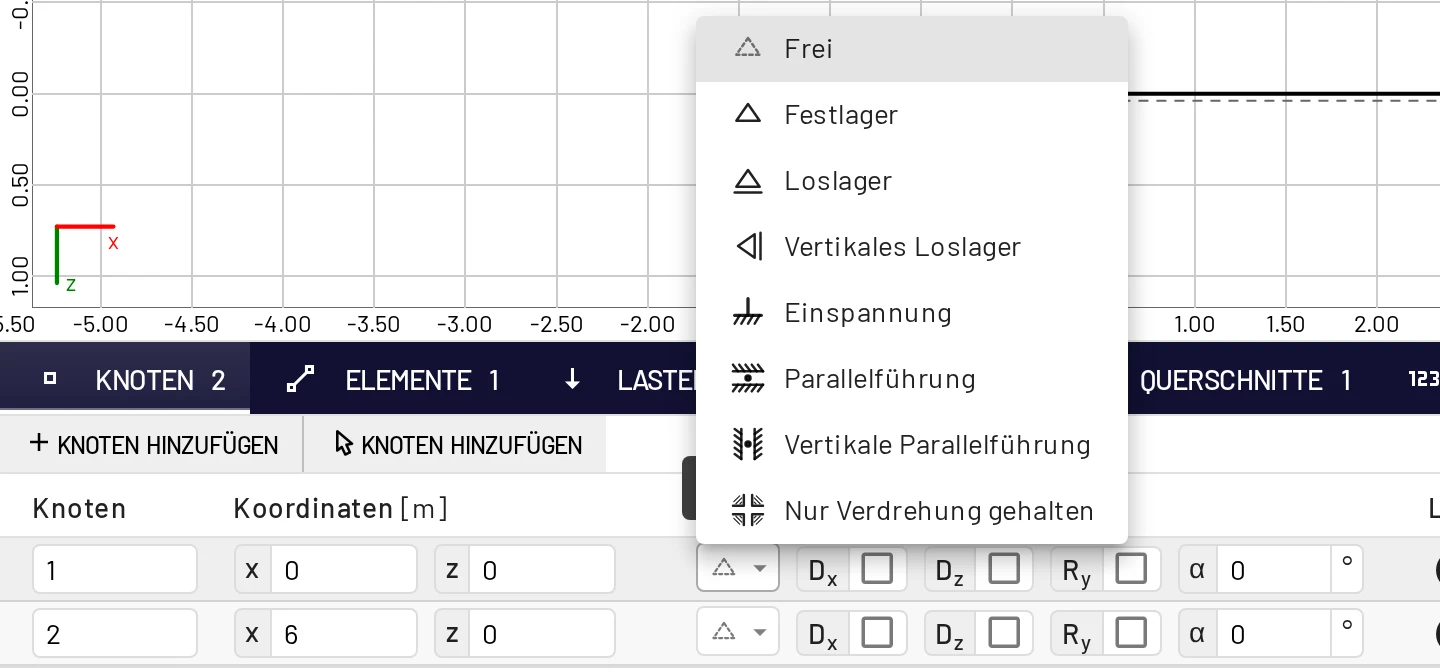 -0.
0.00
0.50
1.00
x
z
5.50 -5.00 -4.50 -4.00 -3.50 -3.00 -2.50 -2.00 1.00 1.50 2.00
Frei
Festlager
Loslager
Vertikales Loslager
Einspannung
Parallelführung
Vertikale Parallelführung
Nur Verdrehung gehalten
KNOTEN 2 ELEMENTE 1 LASTE QUERSCHNITTE 1 123
+ KNOTEN HINZUFÜGEN KNOTEN HINZUFÜGEN
Knoten Koordinaten [m] L
1 x 0 z 0 Dx Dz Ry α 0 °
2 x 6 z 0 Dx Dz Ry α 0 °